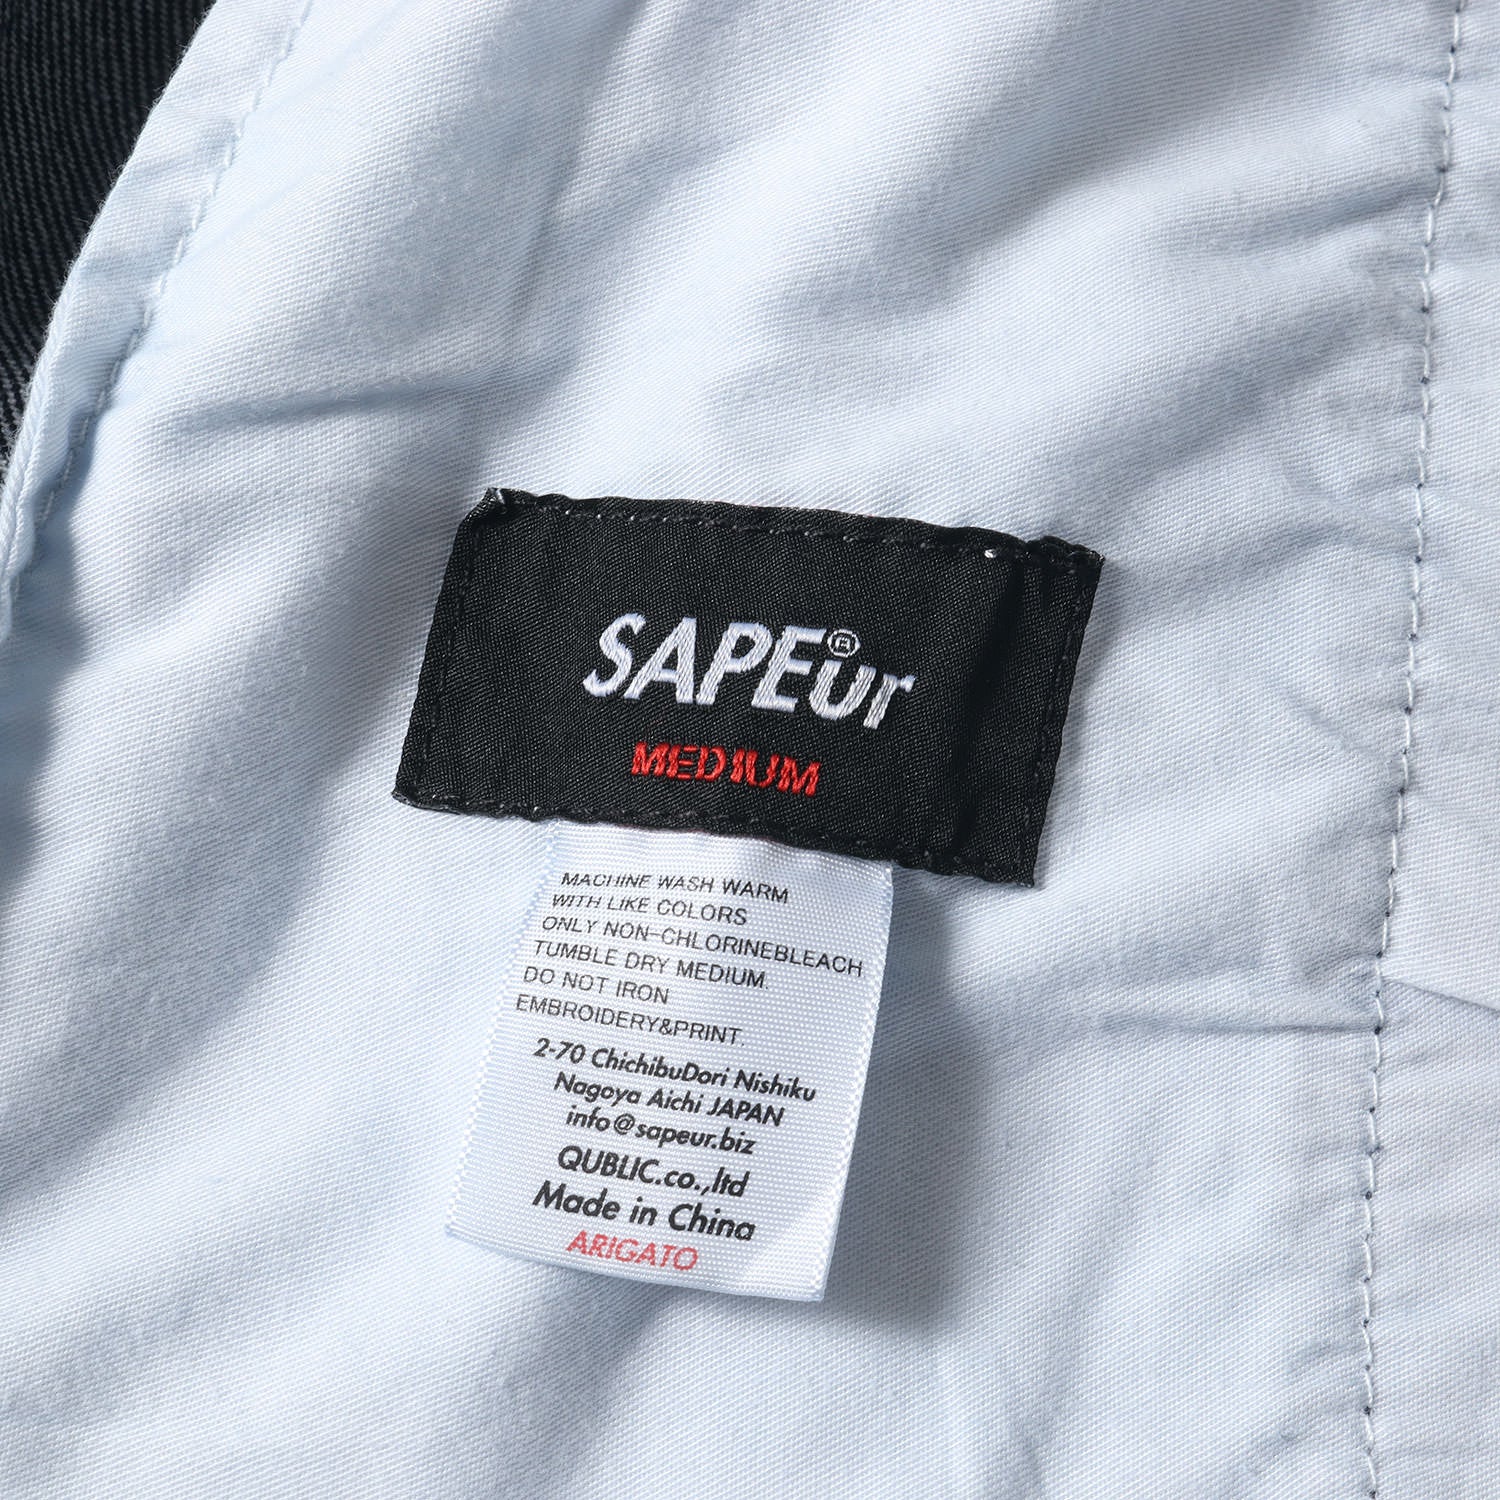 SAPEur®
MEDIUM
MACHINE WASH WARM
WITH LIKE COLORS
ONLY NON-CHLORINEBLEACH
TUMBLE DRY MEDIUM.
DO NOT IRON
EMBROIDERY&PRINT.
2-70 ChichibuDori Nishiku
Nagoya Aichi JAPAN
info@sapeur.biz
QUBLIC.co.,ltd
Made in China
ARIGATO